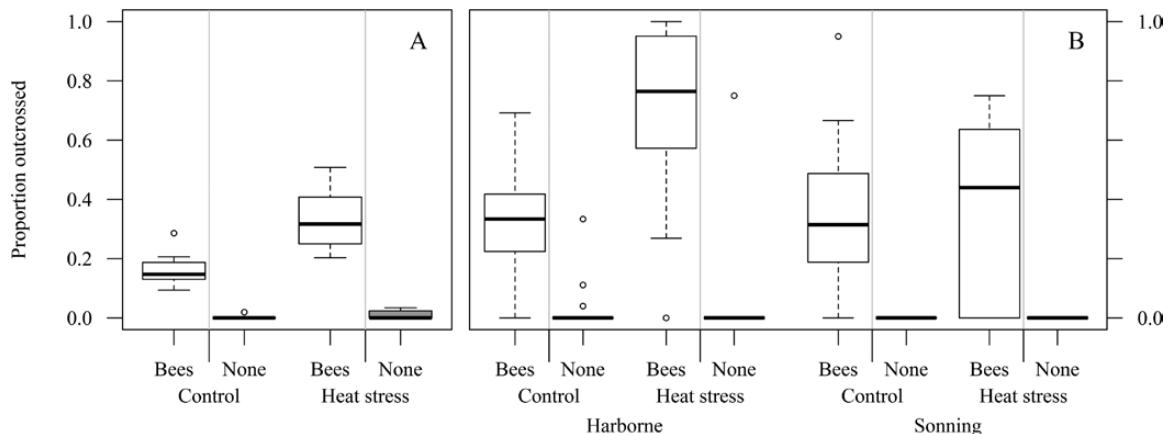 Proportion outcrossed
1.0
0.8
0.6
0.4
0.2
0.0
A
B
1.0
0.0
Bees None Bees None Bees None Bees None Bees None Bees None
Control Heat stress Control Heat stress Control Heat stress
Harborne Sonning